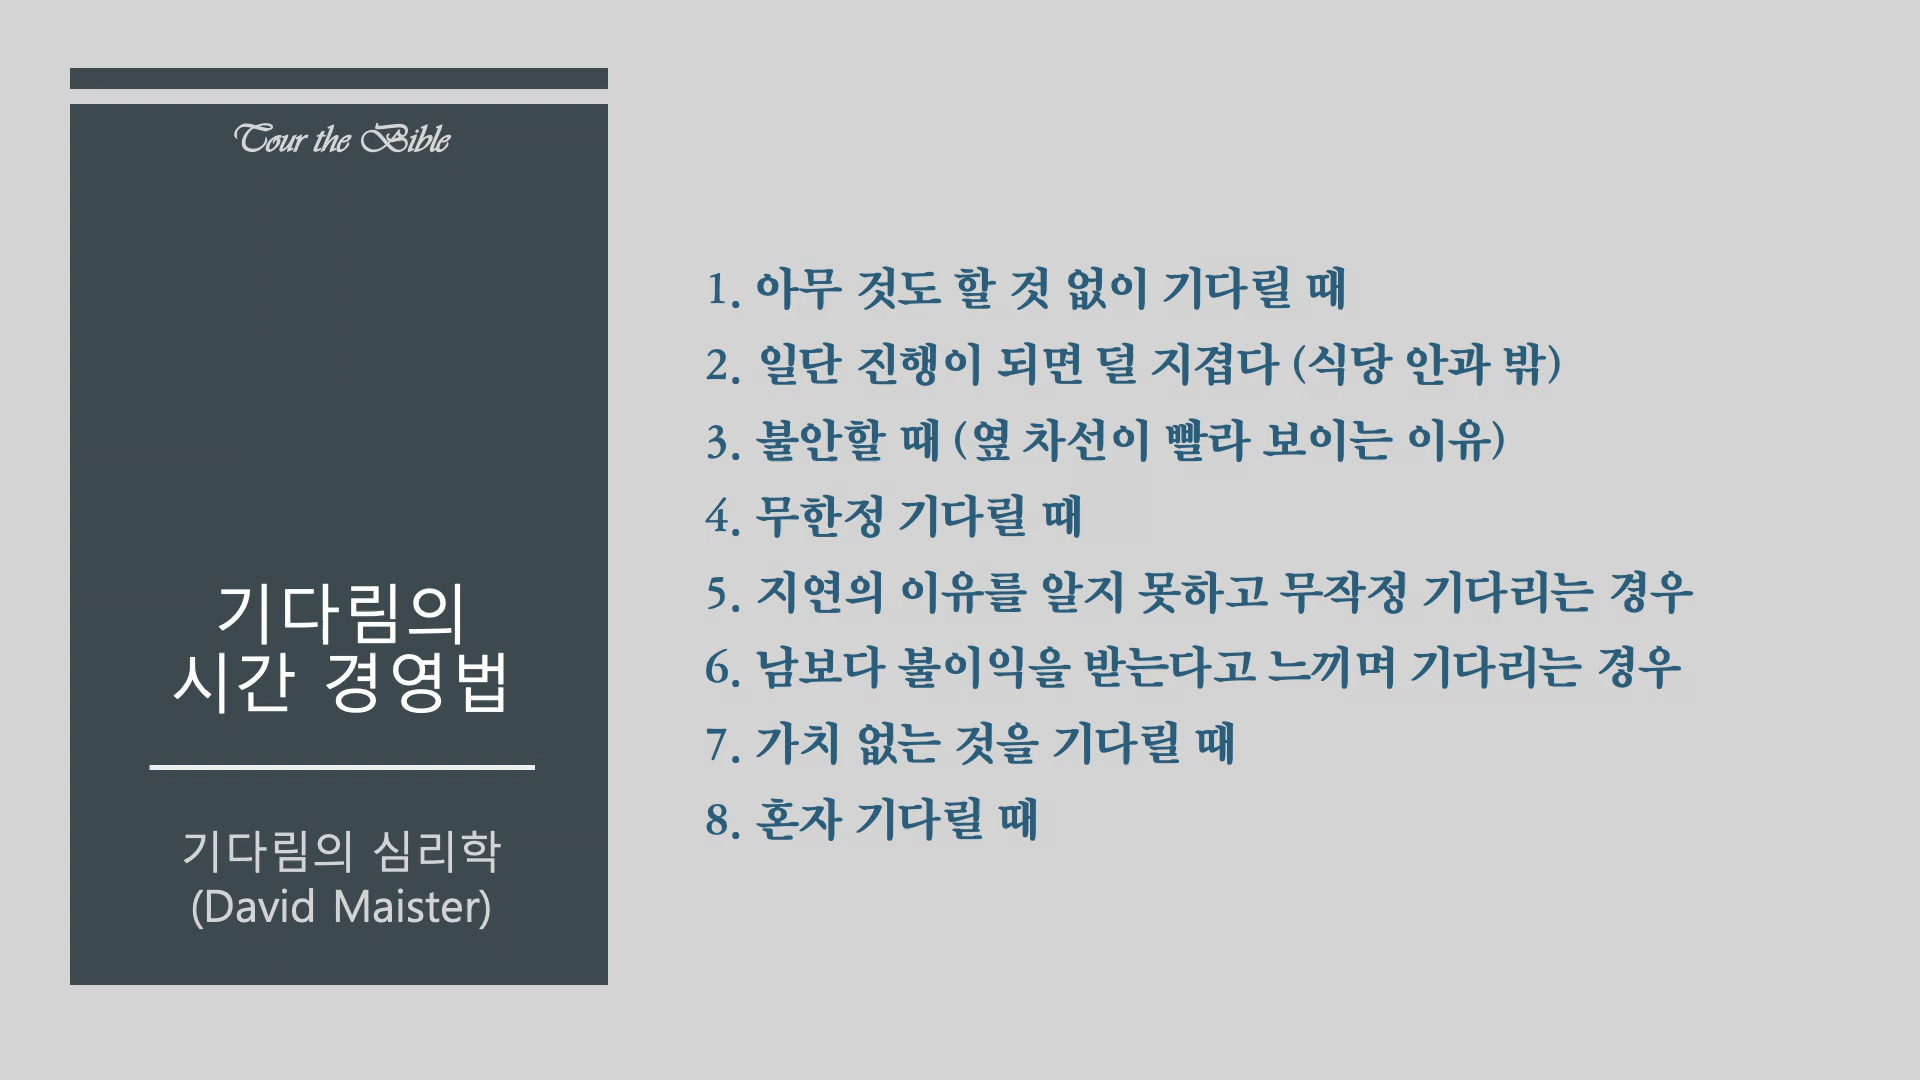 Tour the Bible
기다림의
시간 경영법
기다림의 심리학
(David Maister)
1. 아무 것도 할 것 없이 기다릴 때
2. 일단 진행이 되면 덜 지겹다 (식당 안과 밖)
3. 불안할 때 (옆 차선이 빨라 보이는 이유)
4. 무한정 기다릴 때
5. 지연의 이유를 알지 못하고 무작정 기다리는 경우
6. 남보다 불이익을 받는다고 느끼며 기다리는 경우
7. 가치 없는 것을 기다릴 때
8. 혼자 기다릴 때